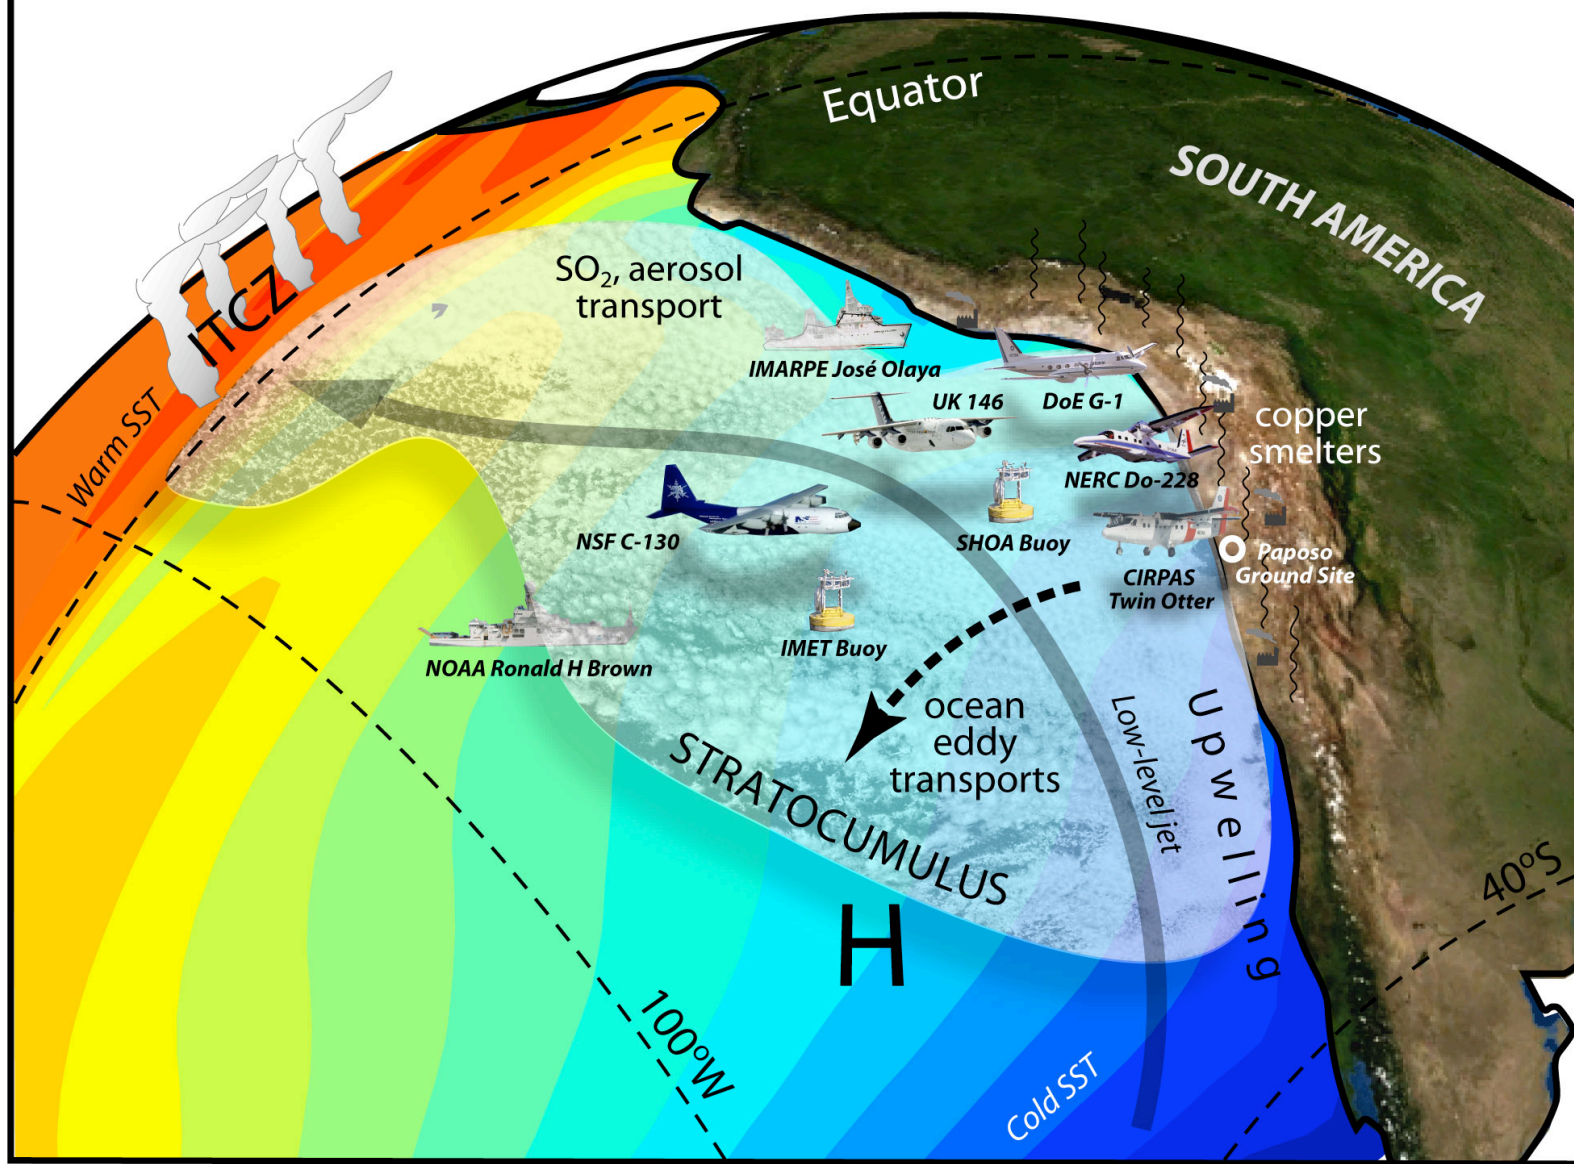 Equator
SOUTH AMERICA
SO₂, aerosol
transport
ITCZ
IMARPE José Olaya
UK 146
DoE G-1
copper
smelters
Warm SST
NERC Do-228
NSF C-130
SHOA Buoy
Paposo
Ground Site
CIRPAS
Twin Otter
IMET Buoy
NOAA Ronald H Brown
ocean
eddy
transports
Low-level jet
Upwelling
STRATOCUMULUS
H
40ºS
100ºW
Cold SST